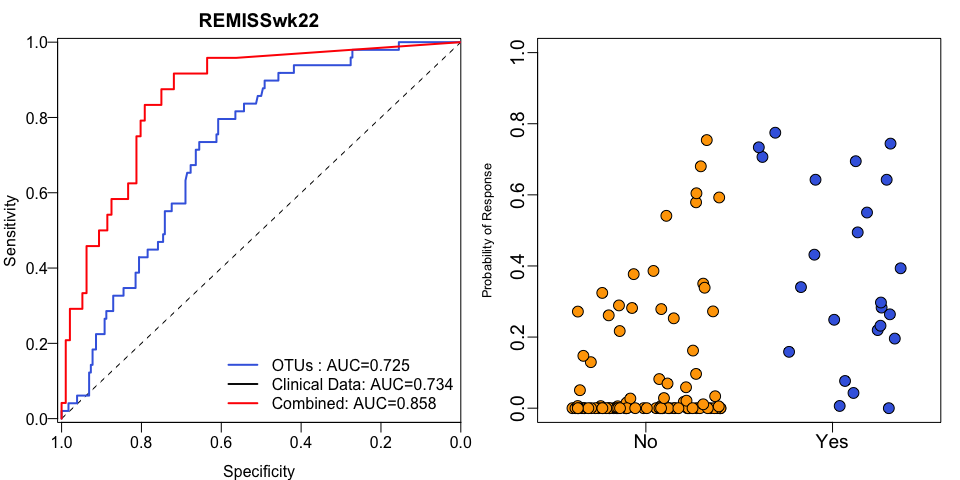 REMISSwk22
1.0
0.8
0.6
0.4
0.2
0.0
Sensitivity
OTUs : AUC=0.725
Clinical Data: AUC=0.734
Combined: AUC=0.858
1.0 0.8 0.6 0.4 0.2 0.0
Specificity
1.0
0.8
0.6
0.4
0.2
0.0
Probability of Response
No Yes